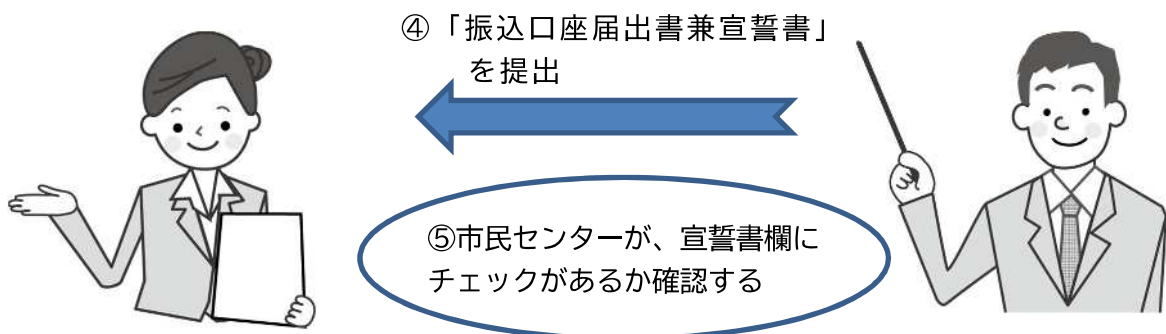 ④「振込口座届出書兼宣誓書」
を提出
⑤市民センターが、宣誓書欄に
チェックがあるか確認する